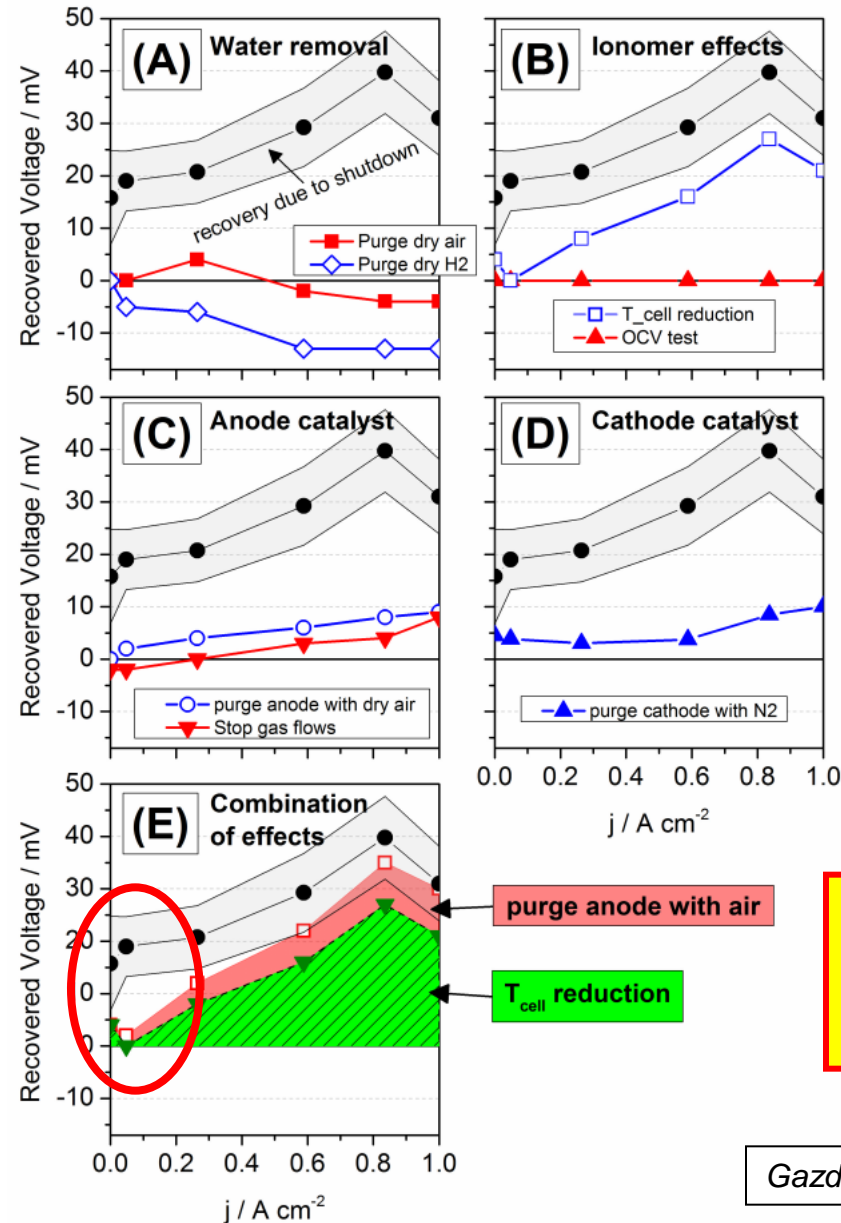 (A) Water removal
Recovered Voltage / mV
50
40
30
20
10
0
-10
recovery due to shutdown
Purge dry air
Purge dry H2
(B) Ionomer effects
T_cell reduction
OCV test
(C) Anode catalyst
Recovered Voltage / mV
50
40
30
20
10
0
-10
purge anode with dry air
Stop gas flows
(D) Cathode catalyst
purge cathode with N2
0.0 0.2 0.4 0.6 0.8 1.0
j / A cm-2
(E) Combination
of effects
Recovered Voltage / mV
50
40
30
20
10
0
-10
0.0 0.2 0.4 0.6 0.8 1.0
j / A cm-2
purge anode with air
Tcell reduction
Gazd